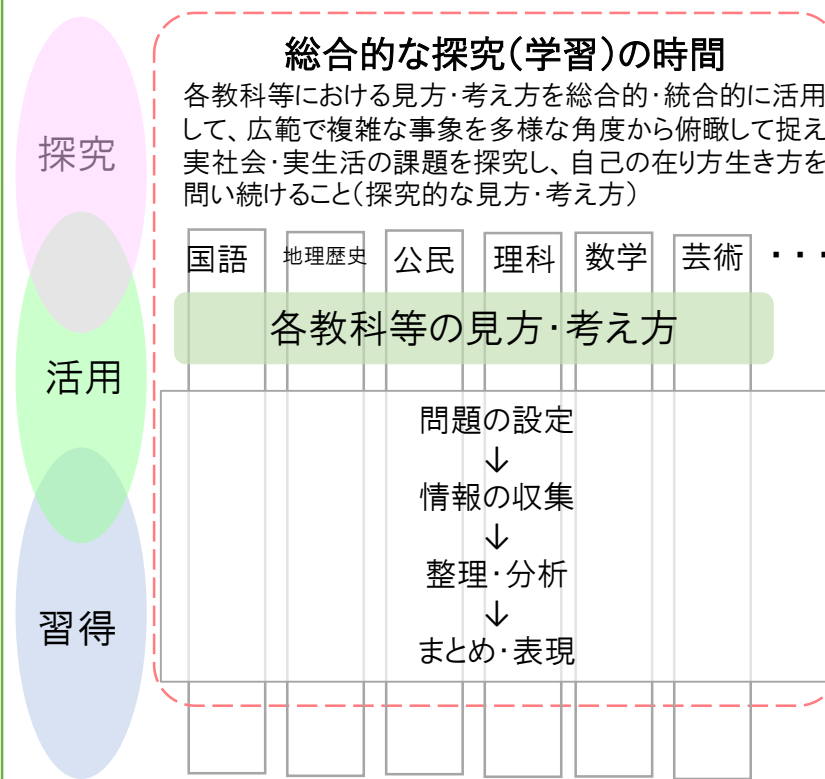 総合的な探究(学習)の時間
各教科等における見方・考え方を総合的・統合的に活用
して、広範で複雑な事象を多様な角度から俯瞰して捉え
実社会・実生活の課題を探究し、自己の在り方生き方を
問い続けること(探究的な見方・考え方)
探究
国語 地理歴史 公民 理科 数学 芸術 ・・・
各教科等の見方・考え方
活用
問題の設定
↓
情報の収集
↓
整理・分析
↓
まとめ・表現
習得